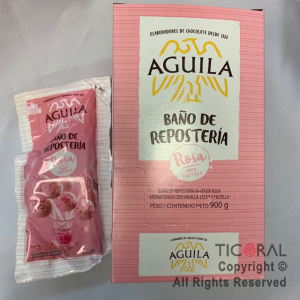 ELABORADORES DE CHOCOLATE DESDE 1880
AGUILA
BAÑO DE
REPOSTERÍA
Rosa
PESO / CONTENIDO NETO 900 g
AGUILA
AGUILA
BAÑO DE
REPOSTERÍA
Rosa
TICORAL
Copyright ©
All Rights Reserved